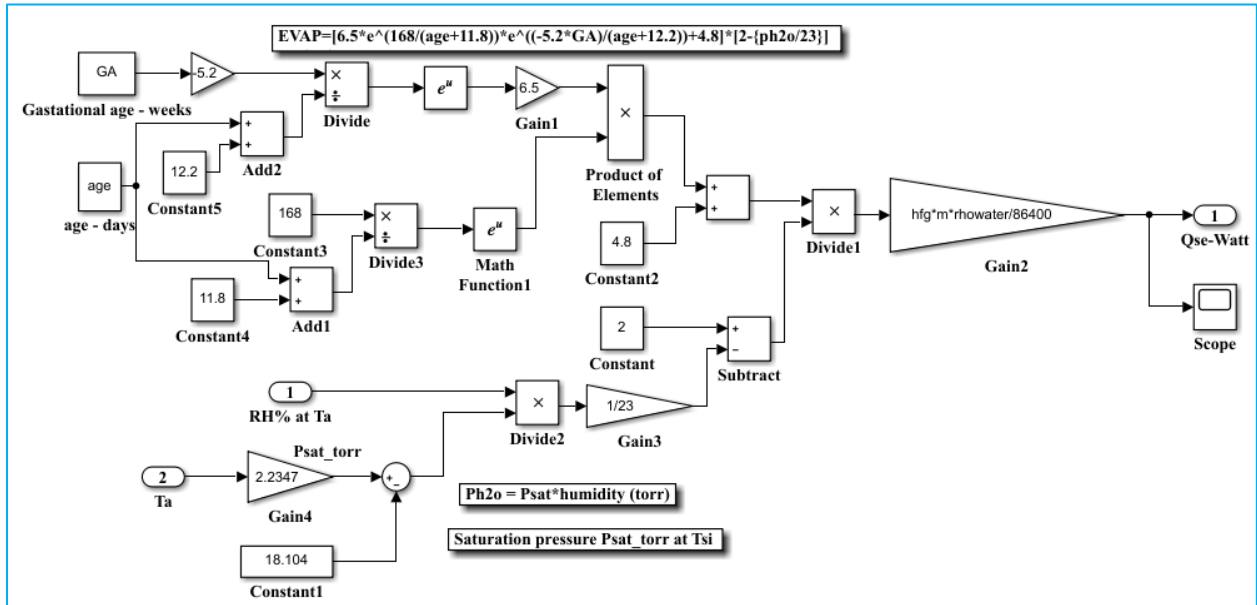 EVAP=[6.5*e^(168/(age+11.8))*e^((-5.2*GA)/(age+12.2))+4.8]*[2-{ph2o/23}]
GA
-5.2
Gastational age - weeks
×
÷
Divide
e^u
6.5
Gain1
×
Product of
Elements
+
+
Add2
12.2
Constant5
age
age - days
168
Constant3
×
÷
Divide3
e^u
Math
Function1
+
+
4.8
Constant2
×
Divide1
hfg*m*rhowater/86400
Gain2
1
Qse-Watt
Scope
11.8
Constant4
+
+
Add1
2
Constant
+
−
Subtract
1
RH% at Ta
×
Divide2
1/23
Gain3
Psat_torr
2
Ta
2.2347
Gain4
+
−
Ph2o = Psat*humidity (torr)
Saturation pressure Psat_torr at Tsi
18.104
Constant1